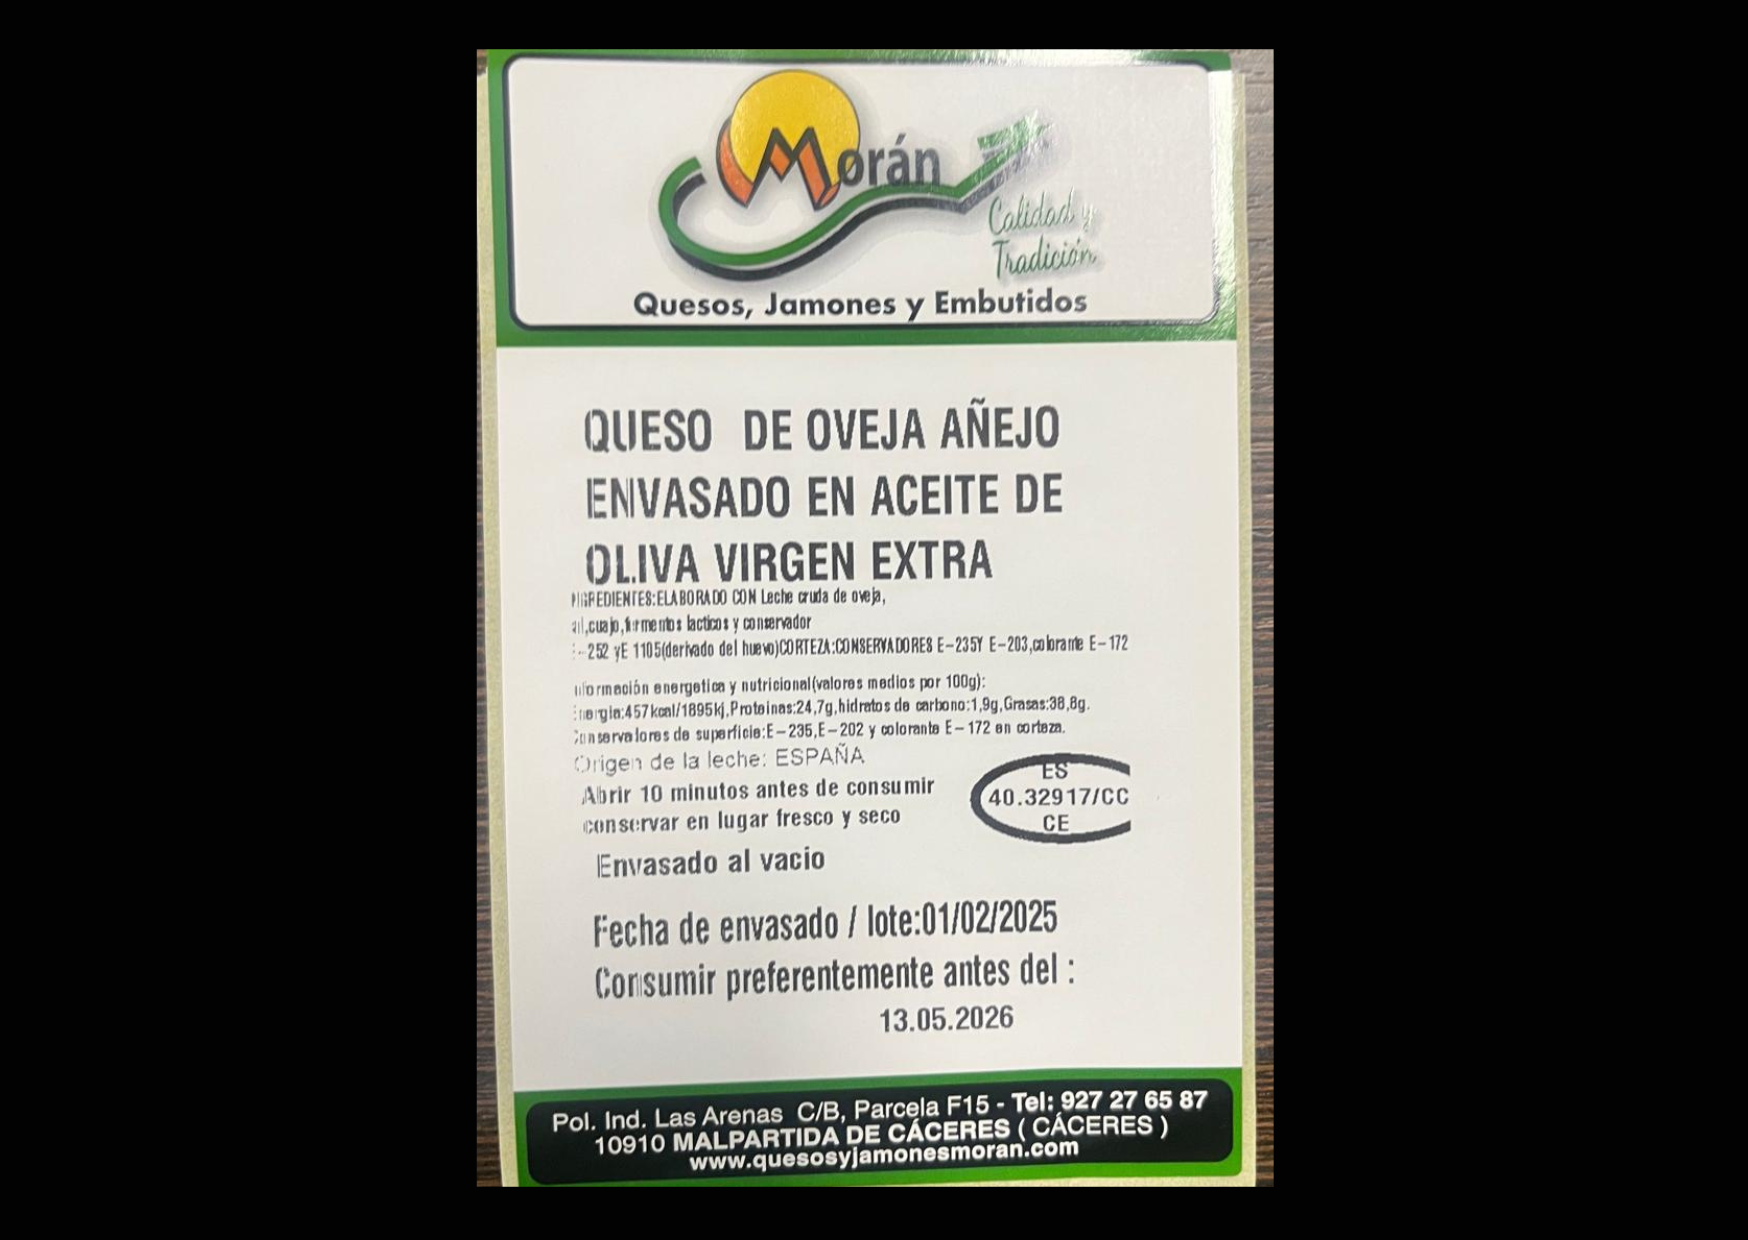 Morán
Calidad y
Tradición
Quesos, Jamones y Embutidos
QUESO DE OVEJA AÑEJO
ENVASADO EN ACEITE DE
OLIVA VIRGEN EXTRA
INGREDIENTES:ELABORADO CON Leche cruda de oveja,
sal,cuajo,fermentos lacticos y conservador
E-252 yE 1105(derivado del huevo)CORTEZA:CONSERVADORES E-235Y E-203,colorante E-172
Información energetica y nutricional(valores medios por 100g):
Energia:457kcal/1895kj,Proteinas:24,7g,hidratos de carbono:1,9g,Grasas:38,8g.
Conservalores de superficie:E-235,E-202 y colorante E-172 en corteza.
Origen de la leche: ESPAÑA
Abrir 10 minutos antes de consumir
conservar en lugar fresco y seco
ES
40.32917/CC
CE
Envasado al vacio
Fecha de envasado / lote:01/02/2025
Consumir preferentemente antes del :
13.05.2026
Pol. Ind. Las Arenas C/B, Parcela F15 - Tel: 927 27 65 87
10910 MALPARTIDA DE CÁCERES ( CÁCERES )
www.quesosyjamonesmoran.com